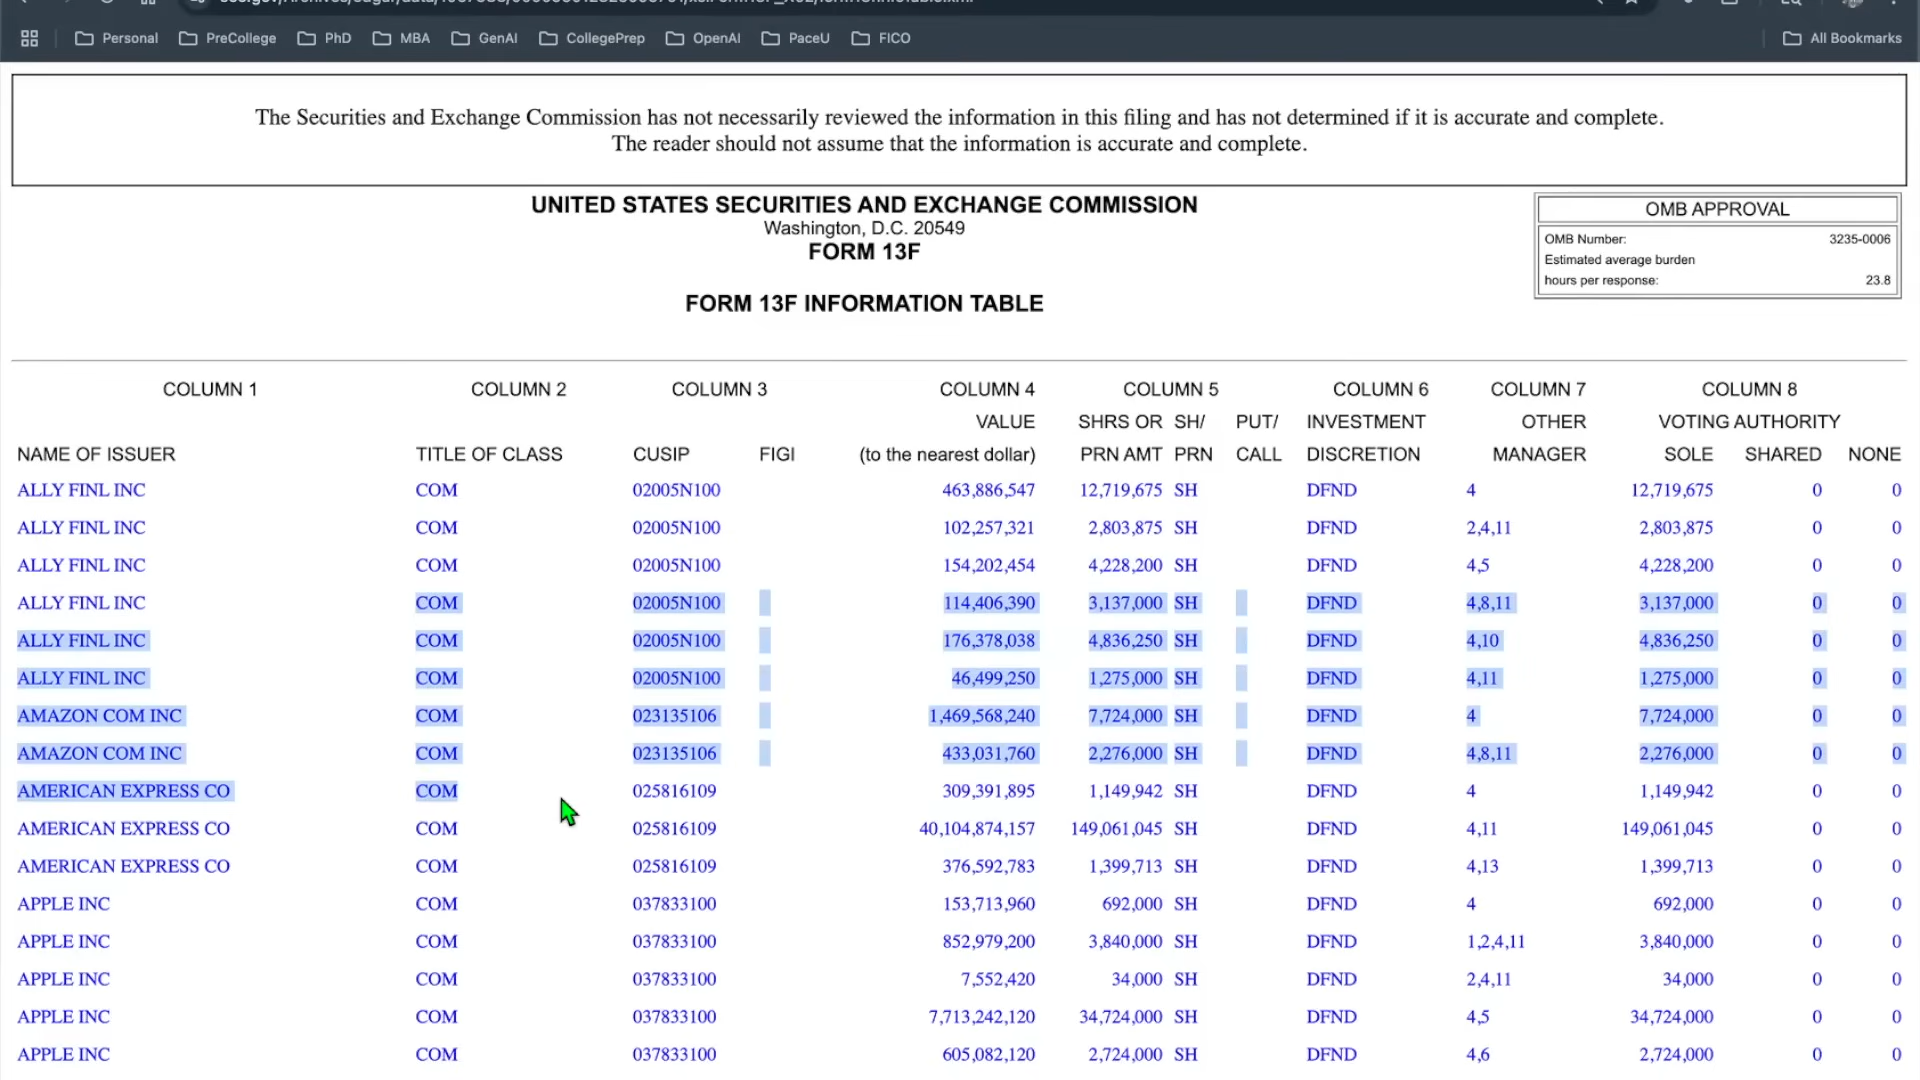 Personal PreCollege PhD MBA GenAI CollegePrep OpenAI PaceU FICO All Bookmarks
The Securities and Exchange Commission has not necessarily reviewed the information in this filing and has not determined if it is accurate and complete.
The reader should not assume that the information is accurate and complete.
UNITED STATES SECURITIES AND EXCHANGE COMMISSION
Washington, D.C. 20549
FORM 13F
FORM 13F INFORMATION TABLE
OMB APPROVAL
OMB Number: 3235-0006
Estimated average burden
hours per response: 23.8
COLUMN 1 COLUMN 2 COLUMN 3 COLUMN 4 COLUMN 5 COLUMN 6 COLUMN 7 COLUMN 8
VALUE SHRS OR SH/ PUT/ INVESTMENT OTHER VOTING AUTHORITY
NAME OF ISSUER TITLE OF CLASS CUSIP FIGI (to the nearest dollar) PRN AMT PRN CALL DISCRETION MANAGER SOLE SHARED NONE
ALLY FINL INC COM 02005N100 463,886,547 12,719,675 SH DFND 4 12,719,675 0 0
ALLY FINL INC COM 02005N100 102,257,321 2,803,875 SH DFND 2,4,11 2,803,875 0 0
ALLY FINL INC COM 02005N100 154,202,454 4,228,200 SH DFND 4,5 4,228,200 0 0
ALLY FINL INC COM 02005N100 114,406,390 3,137,000 SH DFND 4,8,11 3,137,000 0 0
ALLY FINL INC COM 02005N100 176,378,038 4,836,250 SH DFND 4,10 4,836,250 0 0
ALLY FINL INC COM 02005N100 46,499,250 1,275,000 SH DFND 4,11 1,275,000 0 0
AMAZON COM INC COM 023135106 1,469,568,240 7,724,000 SH DFND 4 7,724,000 0 0
AMAZON COM INC COM 023135106 433,031,760 2,276,000 SH DFND 4,8,11 2,276,000 0 0
AMERICAN EXPRESS CO COM 025816109 309,391,895 1,149,942 SH DFND 4 1,149,942 0 0
AMERICAN EXPRESS CO COM 025816109 40,104,874,157 149,061,045 SH DFND 4,11 149,061,045 0 0
AMERICAN EXPRESS CO COM 025816109 376,592,783 1,399,713 SH DFND 4,13 1,399,713 0 0
APPLE INC COM 037833100 153,713,960 692,000 SH DFND 4 692,000 0 0
APPLE INC COM 037833100 852,979,200 3,840,000 SH DFND 1,2,4,11 3,840,000 0 0
APPLE INC COM 037833100 7,552,420 34,000 SH DFND 2,4,11 34,000 0 0
APPLE INC COM 037833100 7,713,242,120 34,724,000 SH DFND 4,5 34,724,000 0 0
APPLE INC COM 037833100 605,082,120 2,724,000 SH DFND 4,6 2,724,000 0 0